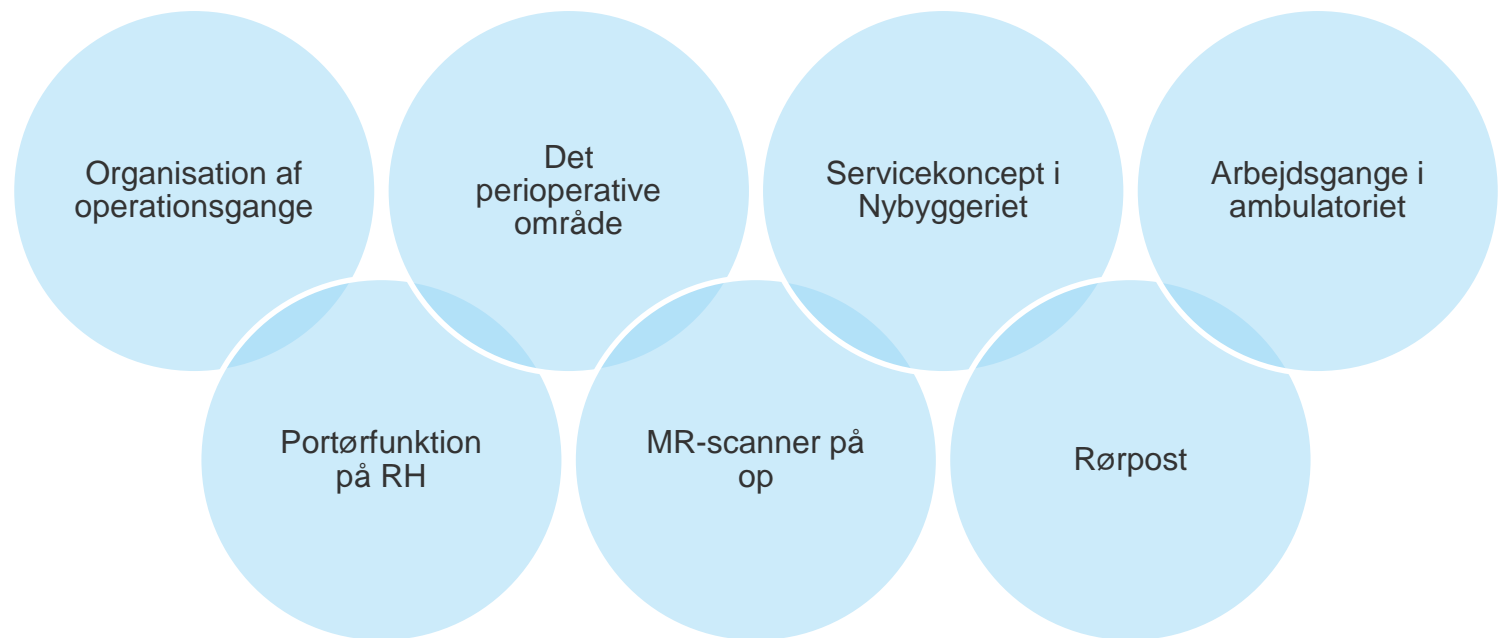 Organisation af
operationsgange
Det
perioperative
område
Servicekoncept i
Nybyggeriet
Arbejdsgange i
ambulatoriet
Portørfunktion
på RH
MR-scanner på
op
Rørpost